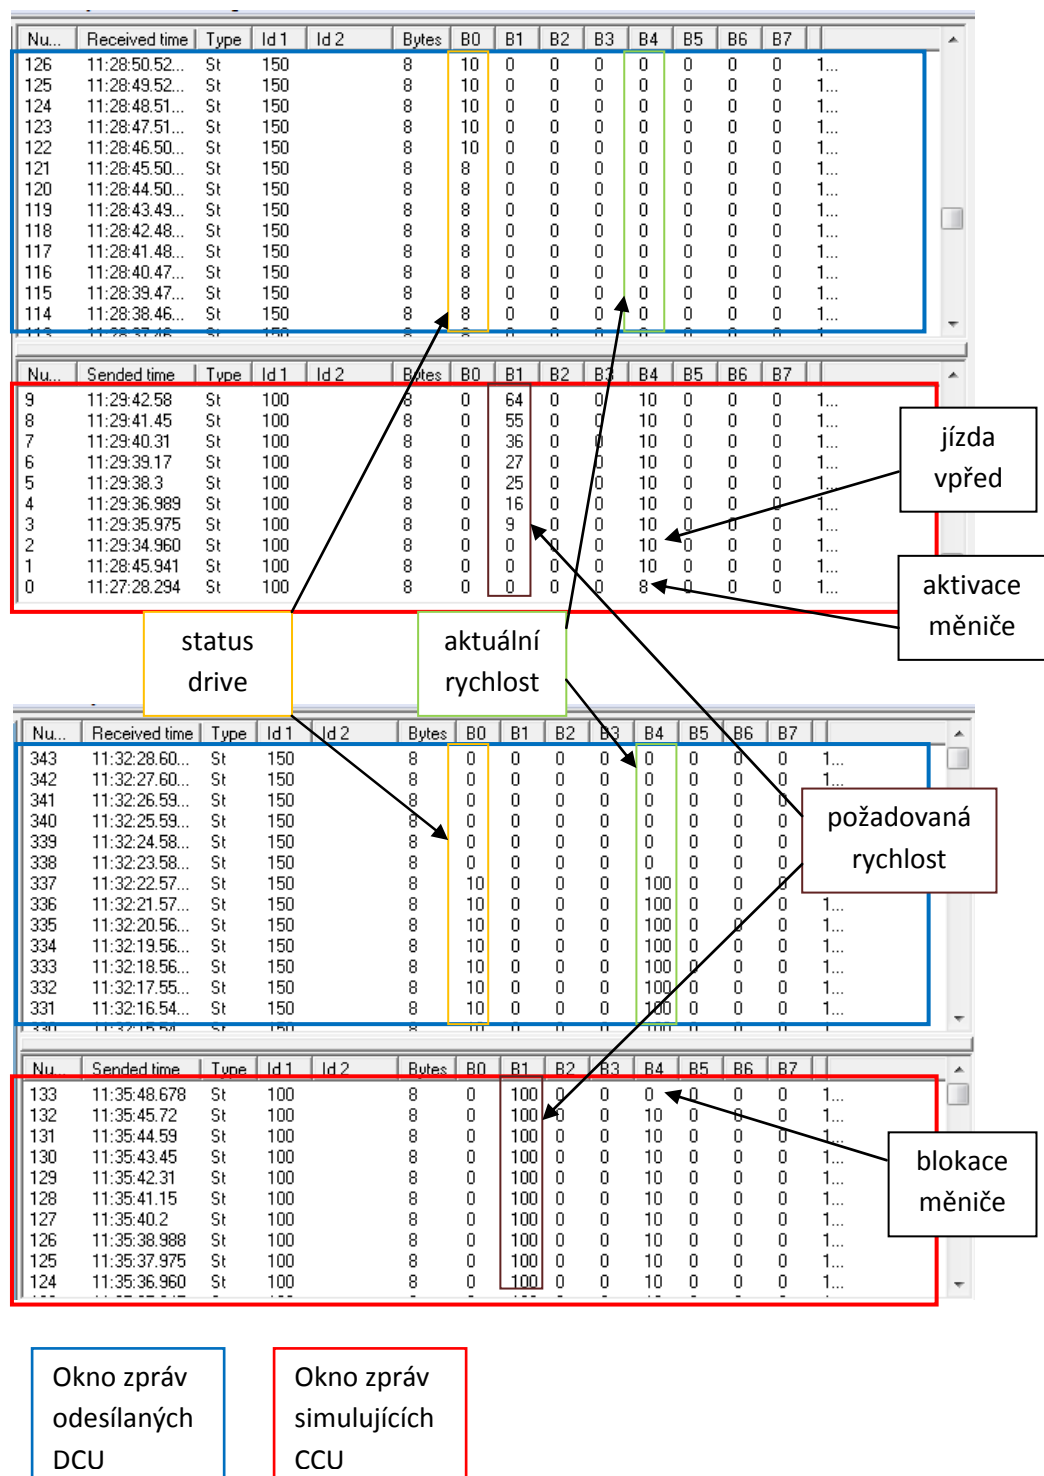 Nu... Received time Type Id 1 Id 2 Bytes B0 B1 B2 B3 B4 B5 B6 B7
126 11:28:50.52... St 150 8 10 0 0 0 0 0 0 0 1...
125 11:28:49.52... St 150 8 10 0 0 0 0 0 0 0 1...
124 11:28:48.51... St 150 8 10 0 0 0 0 0 0 0 1...
123 11:28:47.51... St 150 8 10 0 0 0 0 0 0 0 1...
122 11:28:46.50... St 150 8 10 0 0 0 0 0 0 0 1...
121 11:28:45.50... St 150 8 8 0 0 0 0 0 0 0 1...
120 11:28:44.50... St 150 8 8 0 0 0 0 0 0 0 1...
119 11:28:43.49... St 150 8 8 0 0 0 0 0 0 0 1...
118 11:28:42.48... St 150 8 8 0 0 0 0 0 0 0 1...
117 11:28:41.48... St 150 8 8 0 0 0 0 0 0 0 1...
116 11:28:40.47... St 150 8 8 0 0 0 0 0 0 0 1...
115 11:28:39.47... St 150 8 8 0 0 0 0 0 0 0 1...
114 11:28:38.46... St 150 8 8 0 0 0 0 0 0 0 1...
Nu... Sended time Type Id 1 Id 2 Bytes B0 B1 B2 B3 B4 B5 B6 B7
9 11:29:42.58 St 100 8 0 64 0 0 10 0 0 0 1...
8 11:29:41.45 St 100 8 0 55 0 0 10 0 0 0 1...
7 11:29:40.31 St 100 8 0 36 0 0 10 0 0 0 1...
6 11:29:39.17 St 100 8 0 27 0 0 10 0 0 0 1...
5 11:29:38.3 St 100 8 0 25 0 0 10 0 0 0 1...
4 11:29:36.989 St 100 8 0 16 0 0 10 0 0 0 1...
3 11:29:35.975 St 100 8 0 9 0 0 10 0 0 0 1...
2 11:29:34.960 St 100 8 0 0 0 0 10 0 0 0 1...
1 11:28:45.941 St 100 8 0 0 0 0 10 0 0 0 1...
0 11:27:28.294 St 100 8 0 0 0 0 8 0 0 0 1...
jízda
vpřed
aktivace
měniče
status
drive
aktuální
rychlost
Nu... Received time Type Id 1 Id 2 Bytes B0 B1 B2 B3 B4 B5 B6 B7
343 11:32:28.60... St 150 8 0 0 0 0 0 0 0 0 1...
342 11:32:27.60... St 150 8 0 0 0 0 0 0 0 0 1...
341 11:32:26.59... St 150 8 0 0 0 0 0 0 0 0
340 11:32:25.59... St 150 8 0 0 0 0 0 0 0 0
339 11:32:24.58... St 150 8 0 0 0 0 0 0 0 0
338 11:32:23.58... St 150 8 0 0 0 0 0 0 0 0
337 11:32:22.57... St 150 8 10 0 0 0 100 0 0 0
336 11:32:21.57... St 150 8 10 0 0 0 100 0 0 0 1...
335 11:32:20.56... St 150 8 10 0 0 0 100 0 0 0 1...
334 11:32:19.56... St 150 8 10 0 0 0 100 0 0 0 1...
333 11:32:18.56... St 150 8 10 0 0 0 100 0 0 0 1...
332 11:32:17.55... St 150 8 10 0 0 0 100 0 0 0 1...
331 11:32:16.54... St 150 8 10 0 0 0 100 0 0 0 1...
požadovaná
rychlost
Nu... Sended time Type Id 1 Id 2 Bytes B0 B1 B2 B3 B4 B5 B6 B7
133 11:35:48.678 St 100 8 0 100 0 0 0 0 0 0 1...
132 11:35:45.72 St 100 8 0 100 0 0 10 0 0 0 1...
131 11:35:44.59 St 100 8 0 100 0 0 10 0 0 0 1...
130 11:35:43.45 St 100 8 0 100 0 0 10 0 0 0 1...
129 11:35:42.31 St 100 8 0 100 0 0 10 0 0 0 1...
128 11:35:41.15 St 100 8 0 100 0 0 10 0 0 0 1...
127 11:35:40.2 St 100 8 0 100 0 0 10 0 0 0 1...
126 11:35:38.988 St 100 8 0 100 0 0 10 0 0 0 1...
125 11:35:37.975 St 100 8 0 100 0 0 10 0 0 0 1...
124 11:35:36.960 St 100 8 0 100 0 0 10 0 0 0 1...
blokace
měniče
Okno zpráv
odesílaných
DCU
Okno zpráv
simulujících
CCU